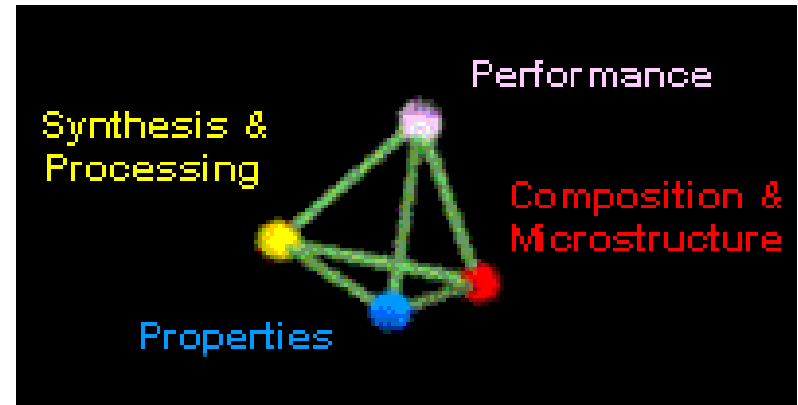 Performance
Synthesis &
Processing
Composition &
Microstructure
Properties